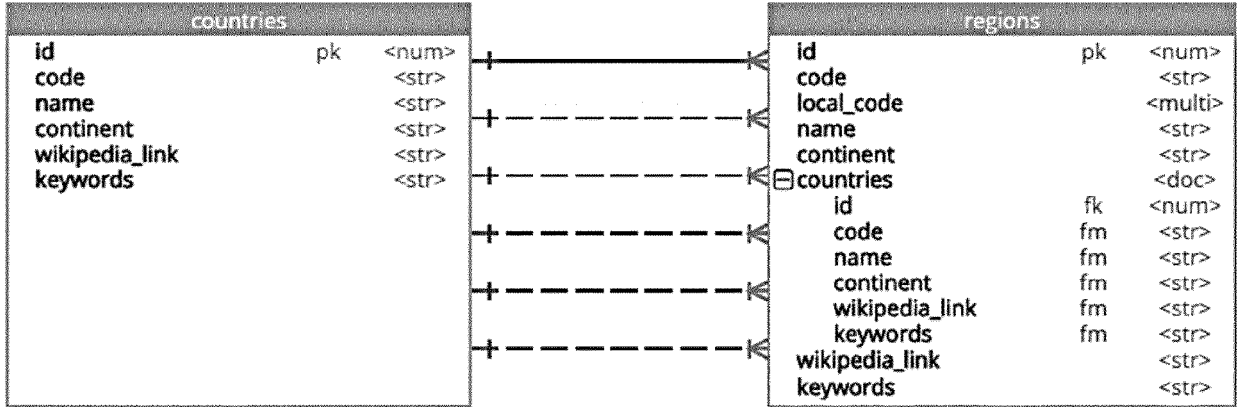 countries
id pk <num>
code <str>
name <str>
continent <str>
wikipedia_link <str>
keywords <str>
regions
id pk <num>
code <str>
local_code <multi>
name <str>
continent <str>
countries <doc>
id fk <num>
code fm <str>
name fm <str>
continent fm <str>
wikipedia_link fm <str>
keywords fm <str>
wikipedia_link <str>
keywords <str>